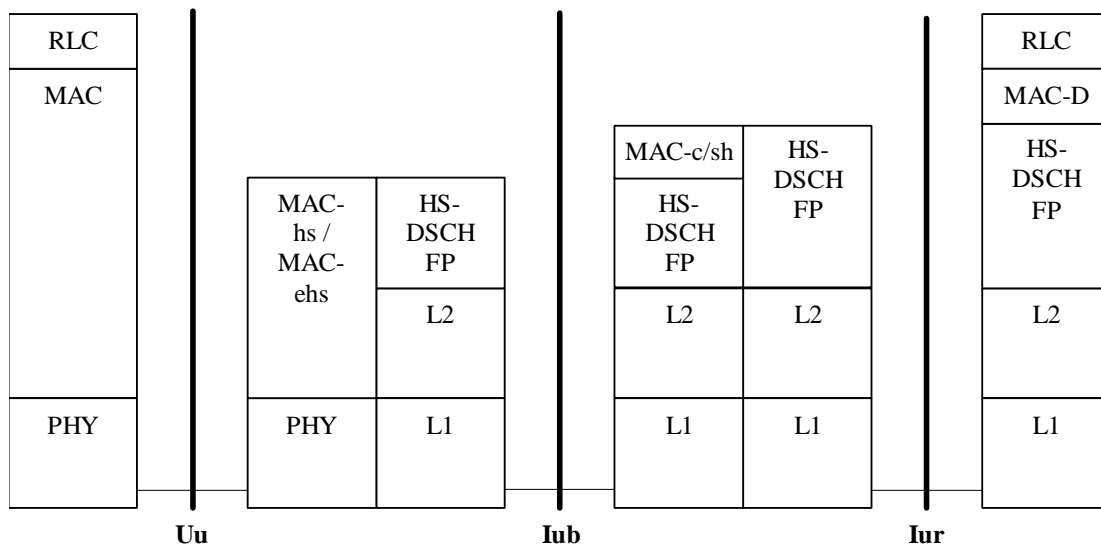 RLC
MAC
PHY
MAC-
hs /
MAC-
ehs
PHY
HS-
DSCH
FP
L2
L1
MAC-c/sh
HS-
DSCH
FP
L2
L1
HS-
DSCH
FP
L2
L1
RLC
MAC-D
HS-
DSCH
FP
L2
L1
Uu
Iub
Iur